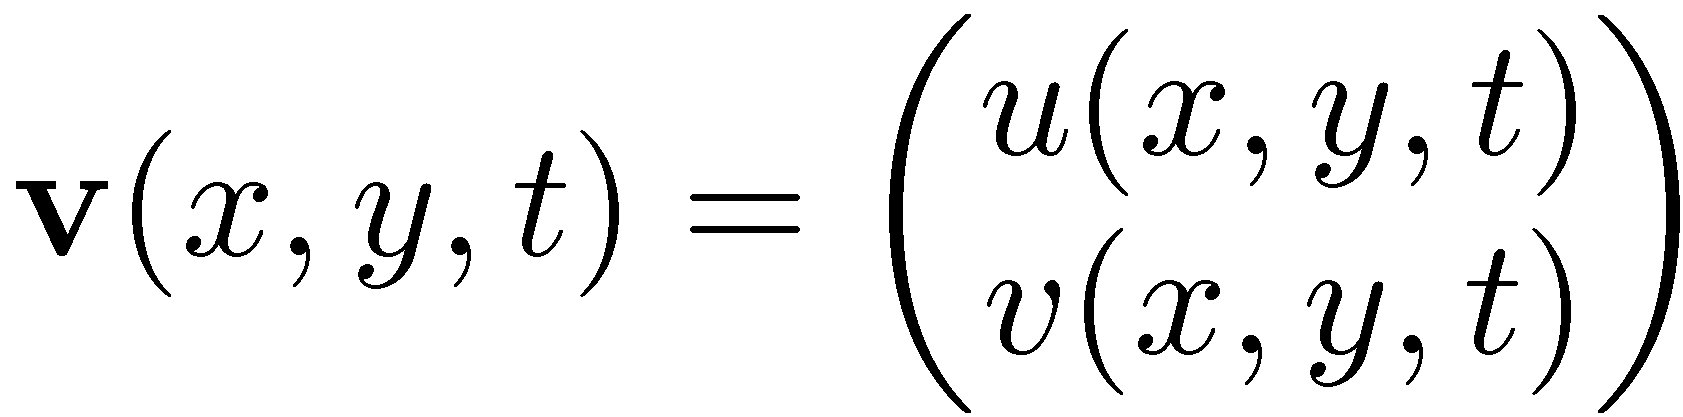 𝐯(x, y, t) = (u(x, y, t)
v(x, y, t))